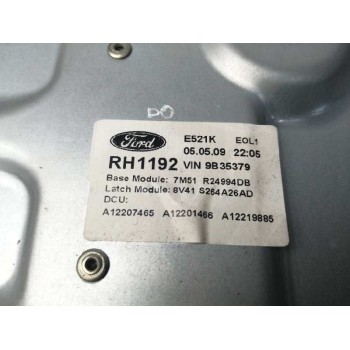 DO
Ford E521K EOL1
05.05.09 22:05
RH1192 VIN 9B35379
Base Module: 7M51 R24994DB
Latch Module: 8V41 S264A26AD
DCU:
A12207465 A12201466 A12219885